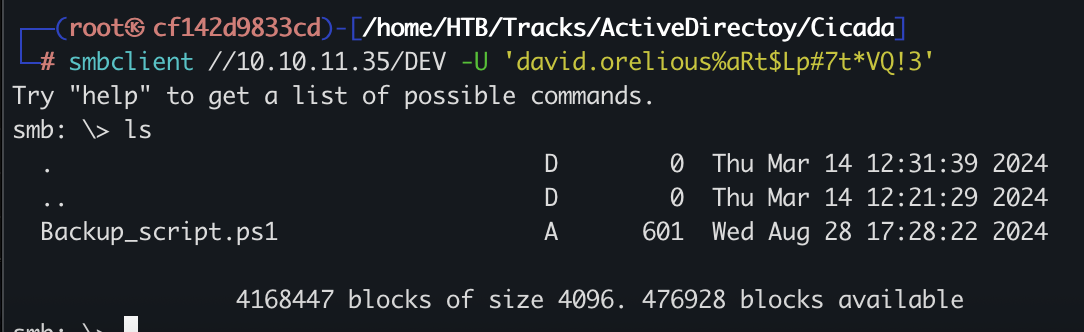 ┌──(root㉿cf142d9833cd)-[/home/HTB/Tracks/ActiveDirectoy/Cicada]
└─# smbclient //10.10.11.35/DEV -U 'david.orelious%aRt$Lp#7t*VQ!3'
Try "help" to get a list of possible commands.
smb: \> ls
  .                                   D        0  Thu Mar 14 12:31:39 2024
  ..                                  D        0  Thu Mar 14 12:21:29 2024
  Backup_script.ps1                   A      601  Wed Aug 28 17:28:22 2024
4168447 blocks of size 4096. 476928 blocks available
smb: \>